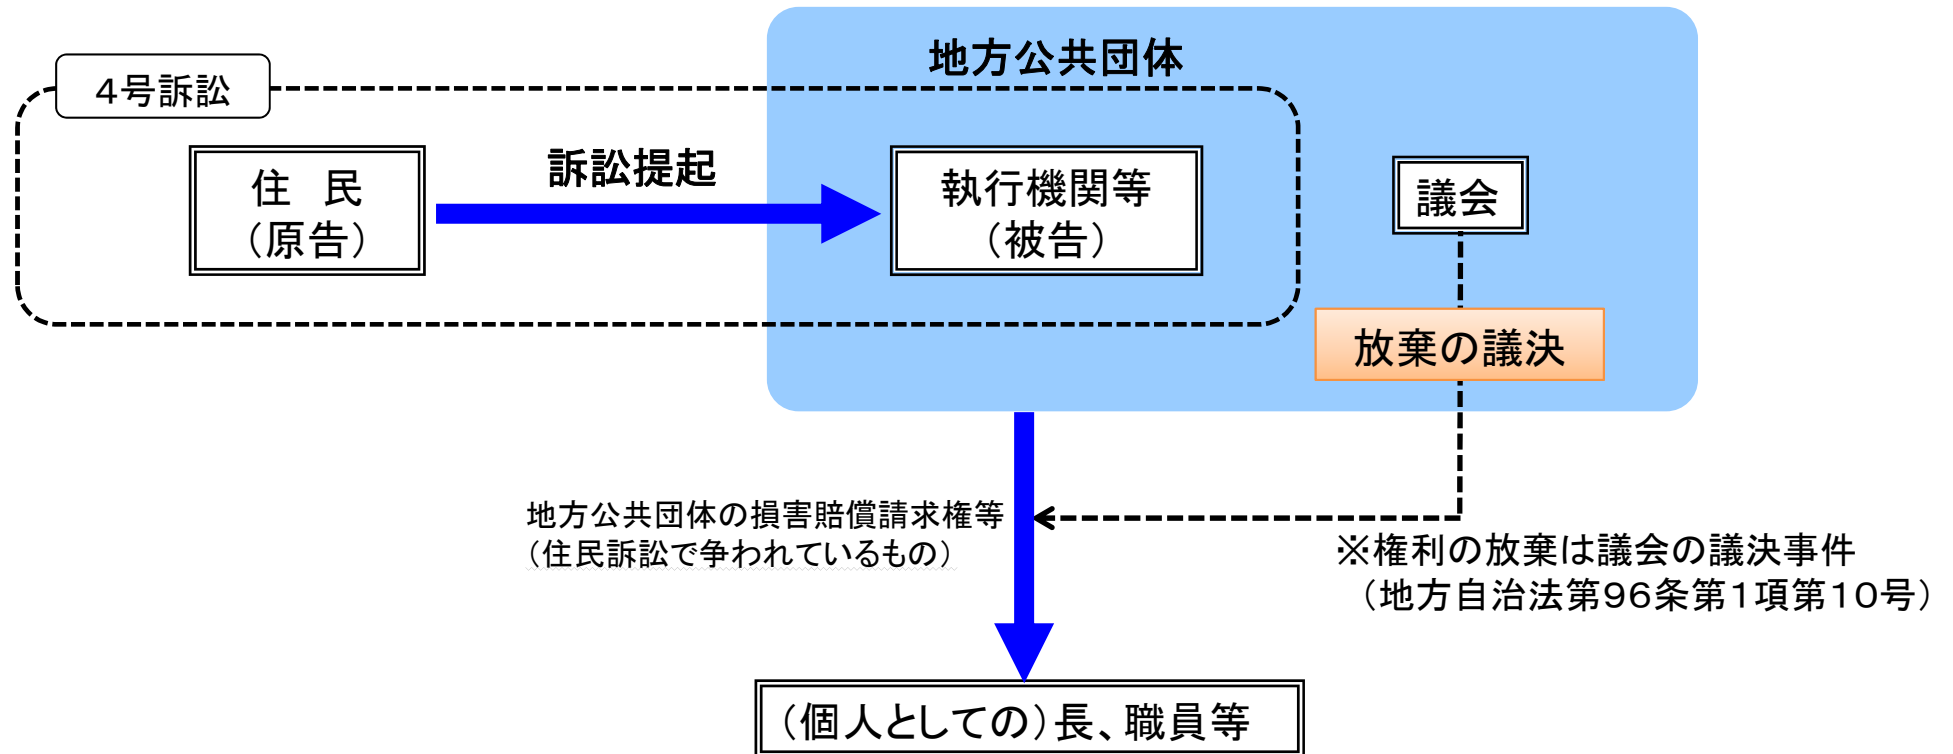 地方公共団体
４号訴訟
住　民
（原告）
訴訟提起
執行機関等
（被告）
議会
放棄の議決
地方公共団体の損害賠償請求権等
（住民訴訟で争われているもの）
※権利の放棄は議会の議決事件
（地方自治法第９６条第１項第１０号）
（個人としての）長、職員等